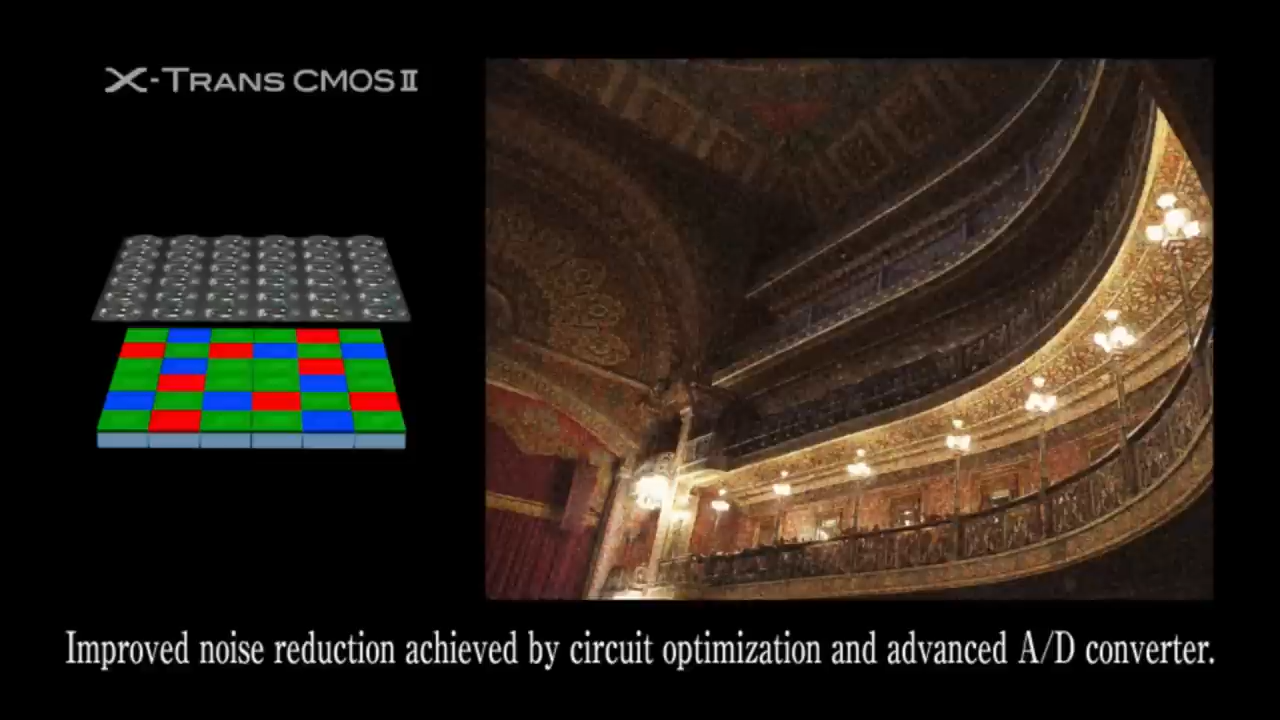 X-TRANS CMOS II
Improved noise reduction achieved by circuit optimization and advanced A/D converter.